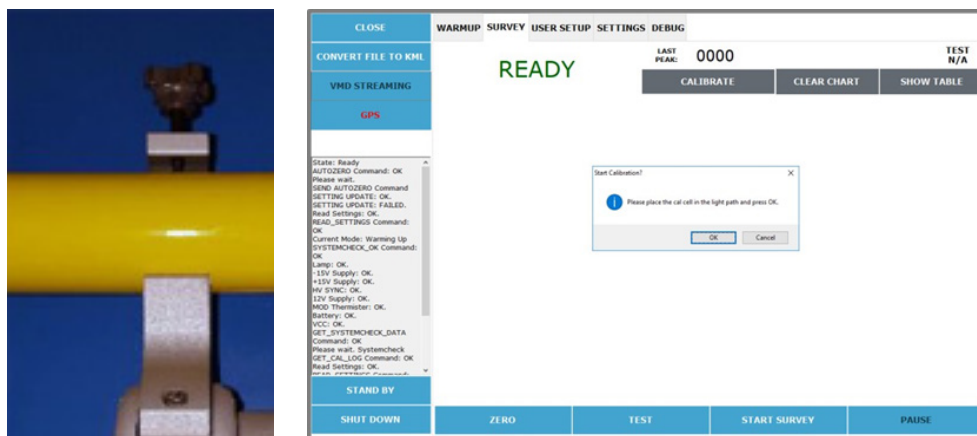 CLOSE
WARMUP SURVEY USER SETUP SETTINGS DEBUG
CONVERT FILE TO KML
VMD STREAMING
GPS
READY
LAST
PEAK:
0000
TEST
N/A
CALIBRATE
CLEAR CHART
SHOW TABLE
State: Ready
AUTOZERO Command: OK
Please wait.
SEND AUTOZERO Command
SETTING UPDATE: OK.
SETTING UPDATE: FAILED.
Read Settings: OK.
READ_SETTINGS Command:
OK
Current Mode: Warming Up
SYSTEMCHECK_OK Command:
OK
Lamp: OK.
-15V Supply: OK.
+15V Supply: OK.
HV SYNC: OK.
12V Supply: OK.
MOD Thermister: OK.
Battery: OK.
VCC: OK.
GET_SYSTEMCHECK_DATA
Command: OK
Please wait. Systemcheck
GET_CAL_LOG Command: OK
Read Settings: OK.
READ_SETTINGS Command:
Start Calibration?
Please place the cal cell in the light path and press OK.
OK
Cancel
STAND BY
SHUT DOWN
ZERO
TEST
START SURVEY
PAUSE